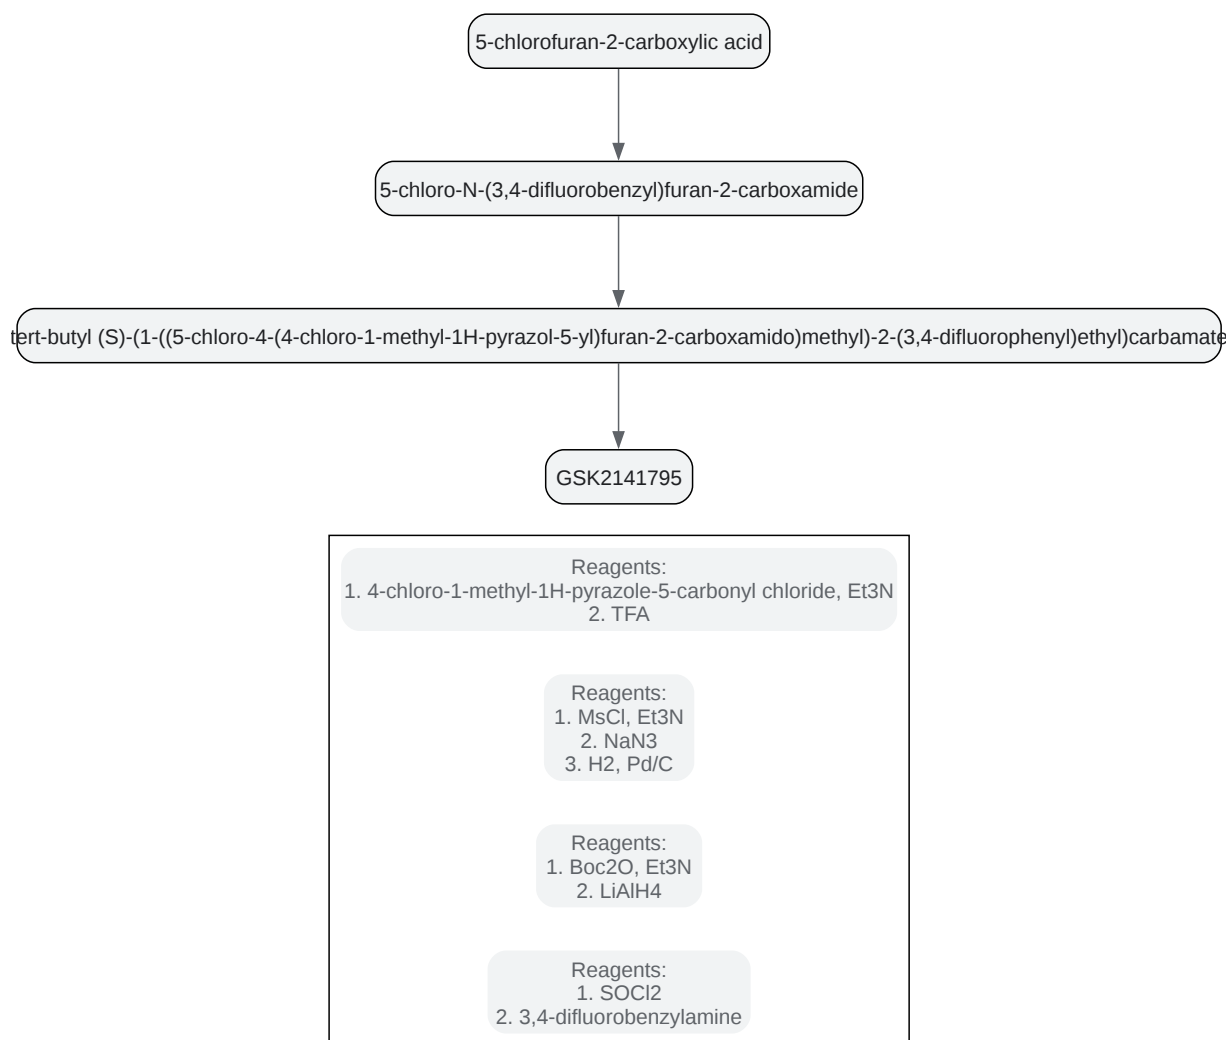 5-chlorofuran-2-carboxylic acid
5-chloro-N-(3,4-difluorobenzyl)furan-2-carboxamide
tert-butyl (S)-(1-((5-chloro-4-(4-chloro-1-methyl-1H-pyrazol-5-yl)furan-2-carboxamido)methyl)-2-(3,4-difluorophenyl)ethyl)carbamate
GSK2141795
Reagents:
1. 4-chloro-1-methyl-1H-pyrazole-5-carbonyl chloride, Et3N
2. TFA
Reagents:
1. MsCl, Et3N
2. NaN3
3. H2, Pd/C
Reagents:
1. Boc2O, Et3N
2. LiAlH4
Reagents:
1. SOCl2
2. 3,4-difluorobenzylamine